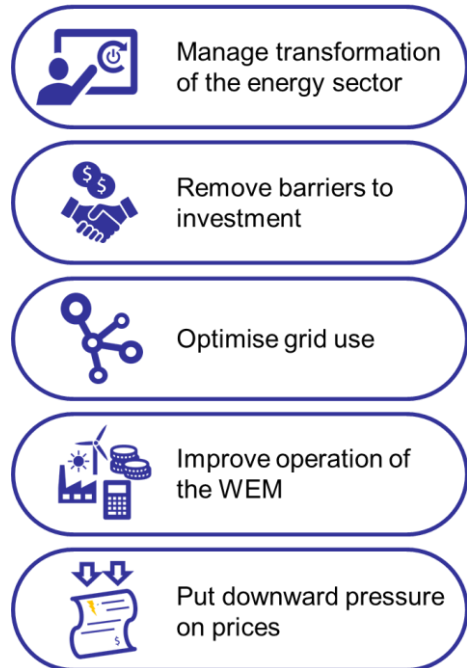 Manage transformation
of the energy sector
$
$
Remove barriers to
investment
Optimise grid use
Improve operation of
the WEM
Put downward pressure
on prices
$